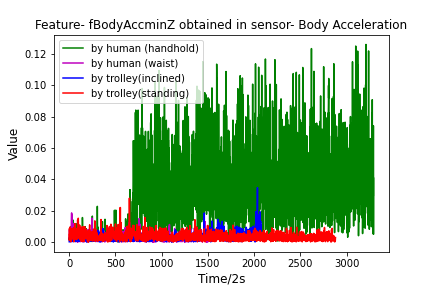 Feature- fBodyAccminZ obtained in sensor- Body Acceleration
by human (handhold)
by human (waist)
by trolley(inclined)
by trolley(standing)
Value
0.12
0.10
0.08
0.06
0.04
0.02
0.00
0 500 1000 1500 2000 2500 3000
Time/2s